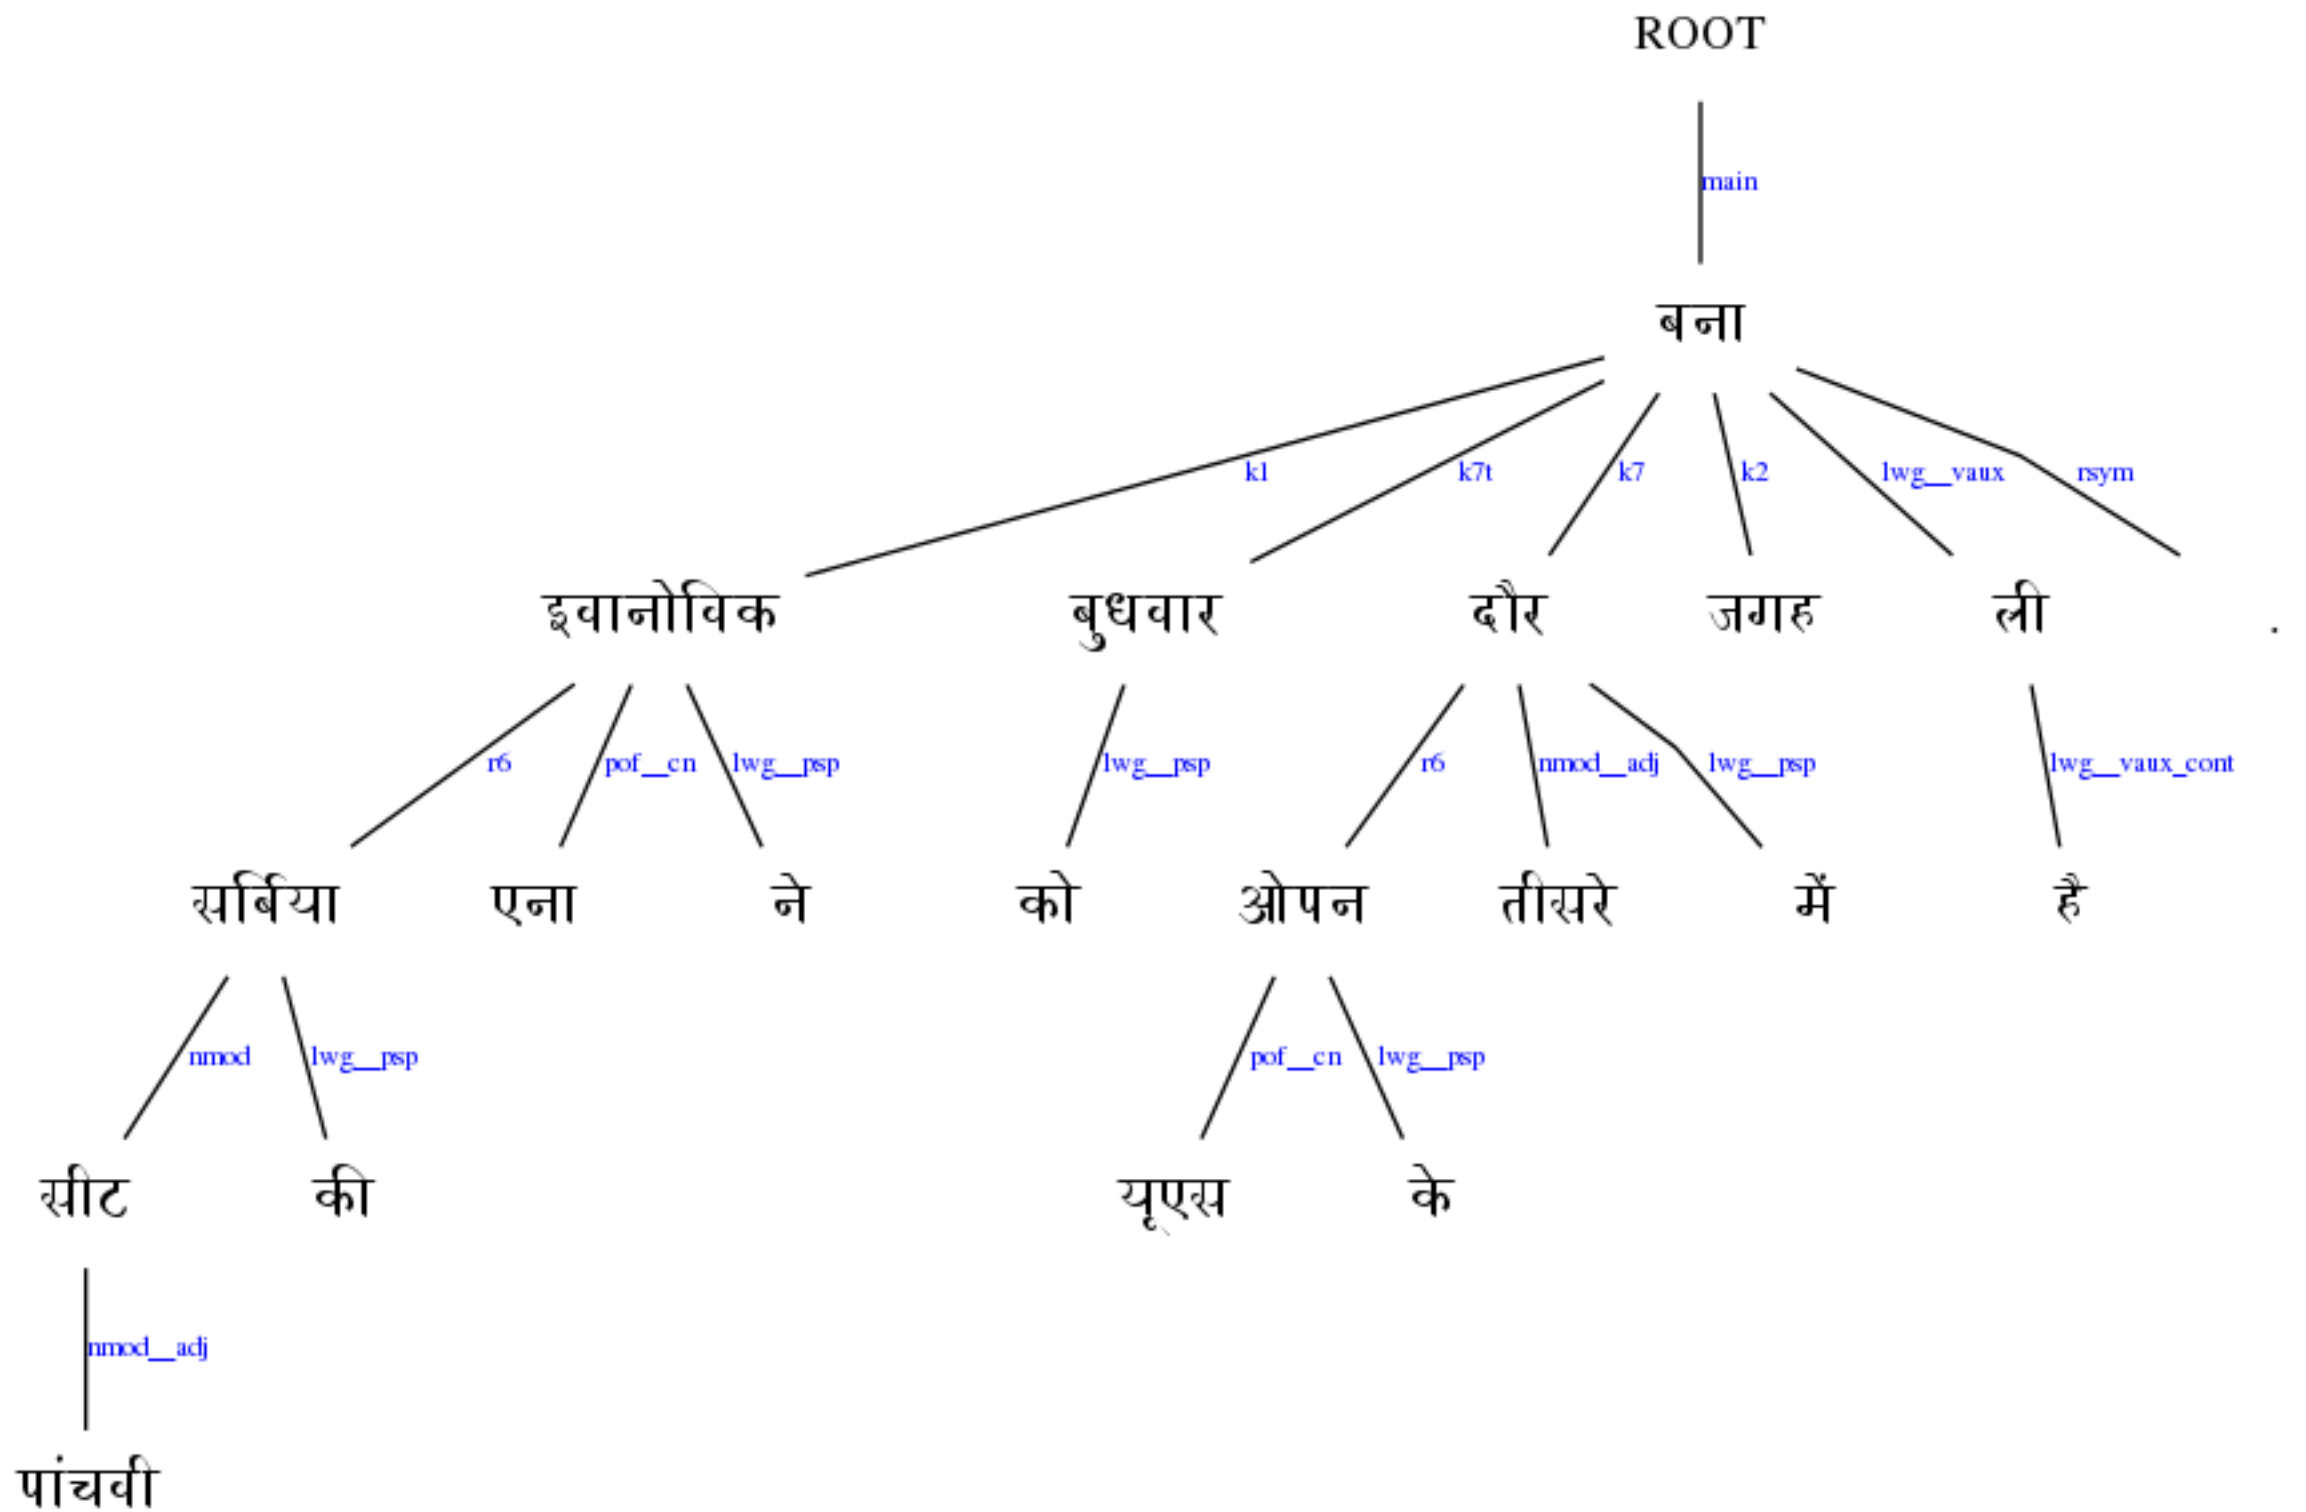 ROOT
main
बना
k1 k7t k7 k2 lwg__vaux rsym
इवानोविक बुधवार दौर जगह ली .
r6 pof__cn lwg__psp lwg__psp r6 nmod__adj lwg__psp lwg__vaux_cont
सर्बिया एना ने को ओपन तीसरे में है
nmod lwg__psp pof__cn lwg__psp
सीट की यूएस के
nmod__adj
पांचवी